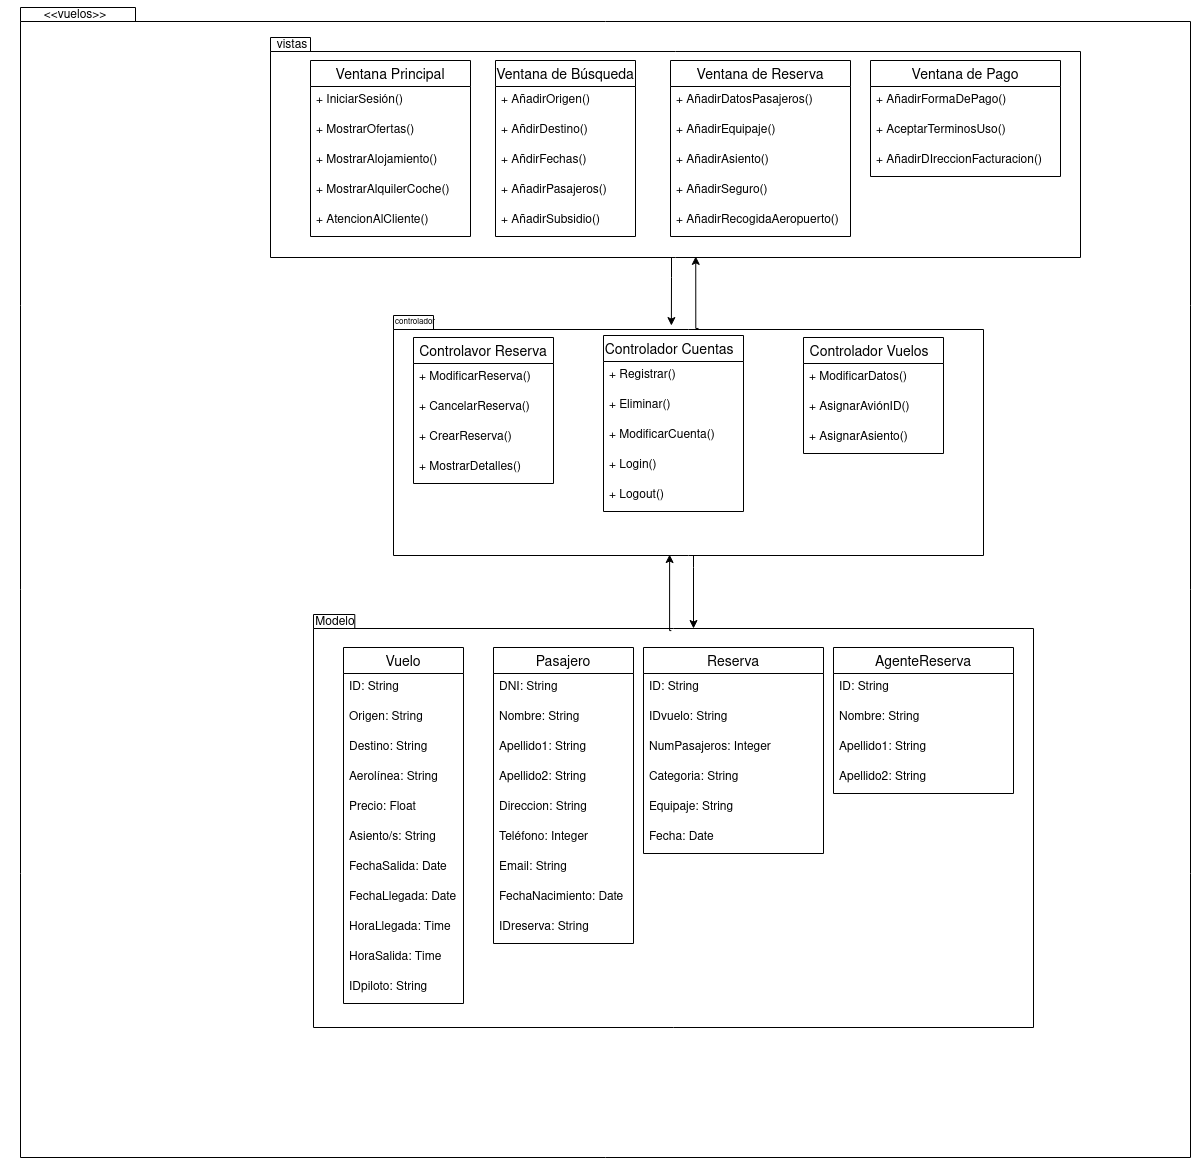 <<vuelos>>
vistas
Ventana Principal
+ IniciarSesión()
+ MostrarOfertas()
+ MostrarAlojamiento()
+ MostrarAlquilerCoche()
+ AtencionAlCliente()
Ventana de Búsqueda
+ AñadirOrigen()
+ AñdirDestino()
+ AñdirFechas()
+ AñadirPasajeros()
+ AñadirSubsidio()
Ventana de Reserva
+ AñadirDatosPasajeros()
+ AñadirEquipaje()
+ AñadirAsiento()
+ AñadirSeguro()
+ AñadirRecogidaAeropuerto()
Ventana de Pago
+ AñadirFormaDePago()
+ AceptarTerminosUso()
+ AñadirDIreccionFacturacion()
controlador
Controlavor Reserva
+ ModificarReserva()
+ CancelarReserva()
+ CrearReserva()
+ MostrarDetalles()
Controlador Cuentas
+ Registrar()
+ Eliminar()
+ ModificarCuenta()
+ Login()
+ Logout()
Controlador Vuelos
+ ModificarDatos()
+ AsignarAviónID()
+ AsignarAsiento()
Modelo
Vuelo
ID: String
Origen: String
Destino: String
Aerolínea: String
Precio: Float
Asiento/s: String
FechaSalida: Date
FechaLlegada: Date
HoraLlegada: Time
HoraSalida: Time
IDpiloto: String
Pasajero
DNI: String
Nombre: String
Apellido1: String
Apellido2: String
Direccion: String
Teléfono: Integer
Email: String
FechaNacimiento: Date
IDreserva: String
Reserva
ID: String
IDvuelo: String
NumPasajeros: Integer
Categoria: String
Equipaje: String
Fecha: Date
AgenteReserva
ID: String
Nombre: String
Apellido1: String
Apellido2: String